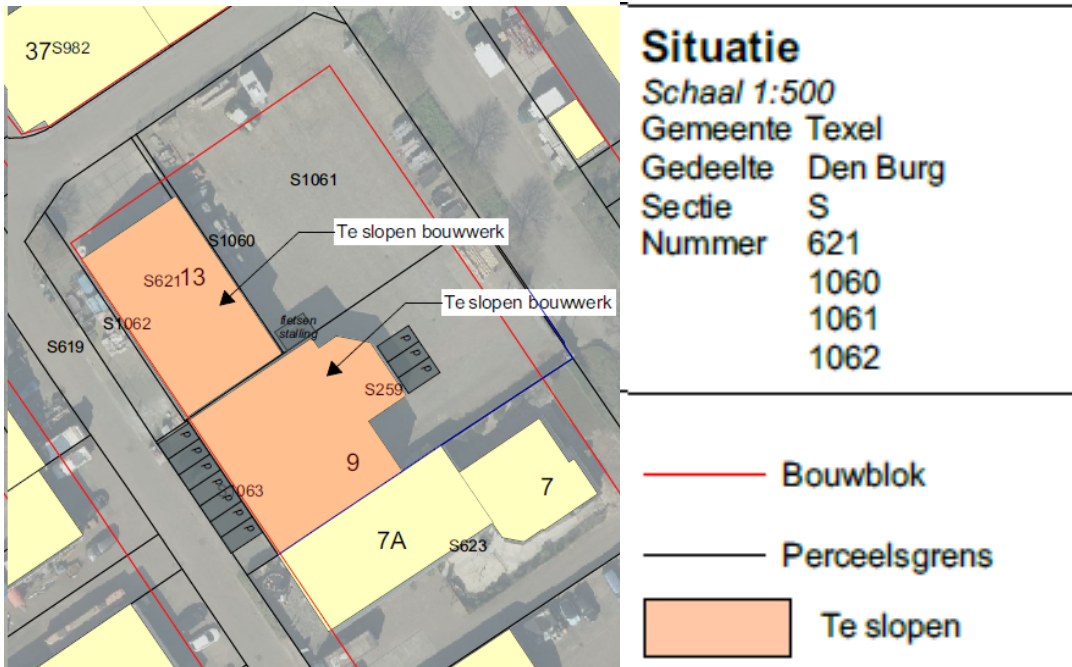 37 S982
S1061
S1060
Te slopen bouwwerk
S621 13
Te slopen bouwwerk
fietsen
stalling
S1062
S619
P
P
P
S259
9
P
P
P
P
P
P
063
7
7A
S623
Situatie
Schaal 1:500
Gemeente Texel
Gedeelte Den Burg
Sectie S
Nummer 621
1060
1061
1062
Bouwblok
Perceelsgrens
Te slopen